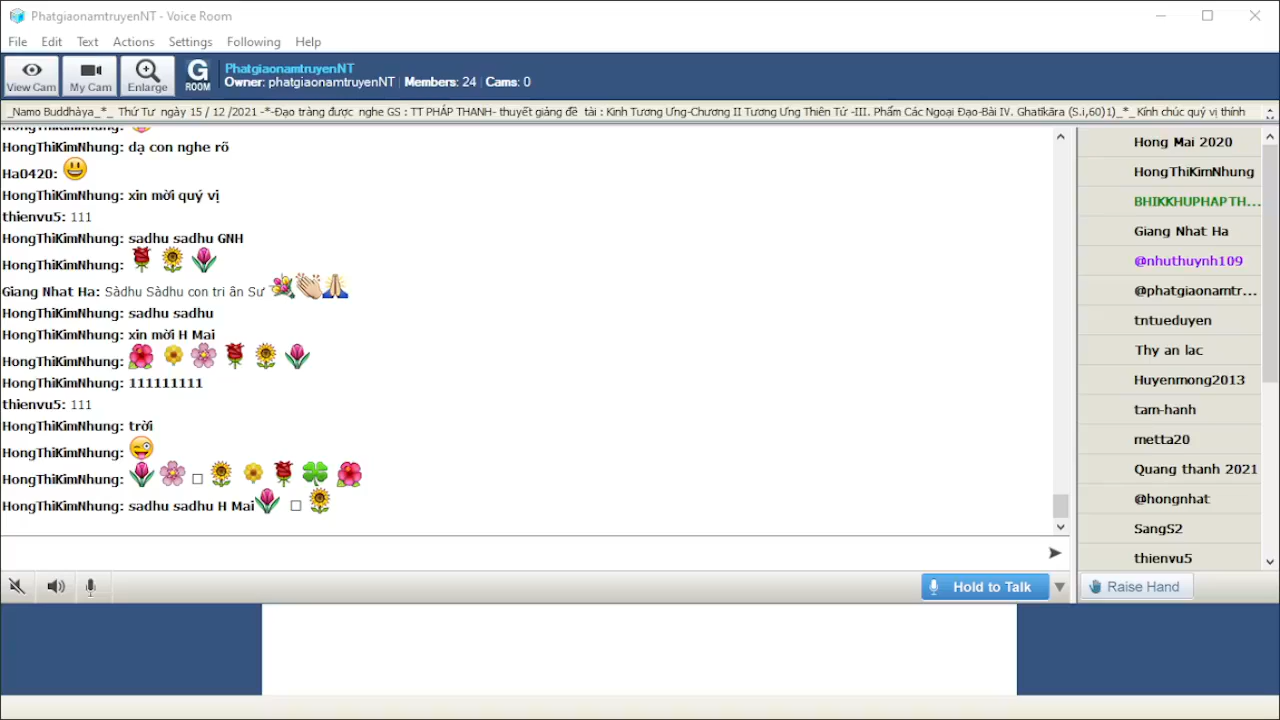 PhatgiaonamtruyenNT - Voice Room
File Edit Text Actions Settings Following Help
View Cam My Cam Enlarge G ROOM
PhatgiaonamtruyenNT
Owner: phatgiaonamtruyenNT | Members: 24 | Cams: 0
_Namo Buddhàya_*_ Thứ Tư ngày 15 / 12 /2021 -*-Đạo tràng được nghe GS : TT PHÁP THANH- thuyết giảng đề tài : Kinh Tương Ưng-Chương II Tương Ưng Thiên Tử -III. Phẩm Các Ngoại Đạo-Bài IV. Ghatìkàra (S.i,60)1)_*_ Kính chúc quý vị thính
HongThiKimNhung:
HongThiKimNhung: dạ con nghe rõ
Ha0420: 😃
HongThiKimNhung: xin mời quý vị
thienvu5: 111
HongThiKimNhung: sadhu sadhu GNH
HongThiKimNhung: 🌹 🌻 🌷
Giang Nhat Ha: Sàdhu Sàdhu con tri ân Sư 💐👏🙏
HongThiKimNhung: sadhu sadhu
HongThiKimNhung: xin mời H Mai
HongThiKimNhung: 🌺 🌼 🌸 🌹 🌻 🌷
HongThiKimNhung: 111111111
thienvu5: 111
HongThiKimNhung: trời
HongThiKimNhung: 😜
HongThiKimNhung: 🌷 🌸 □ 🌻 🌼 🌹 🍀 🌺
HongThiKimNhung: sadhu sadhu H Mai🌷 □ 🌻
Hong Mai 2020
HongThiKimNhung
BHIKKHUPHAPTH...
Giang Nhat Ha
@nhuthuynh109
@phatgiaonamtr...
tntueduyen
Thy an lac
Huyenmong2013
tam-hanh
metta20
Quang thanh 2021
@hongnhat
SangS2
thienvu5
Hold to Talk
Raise Hand